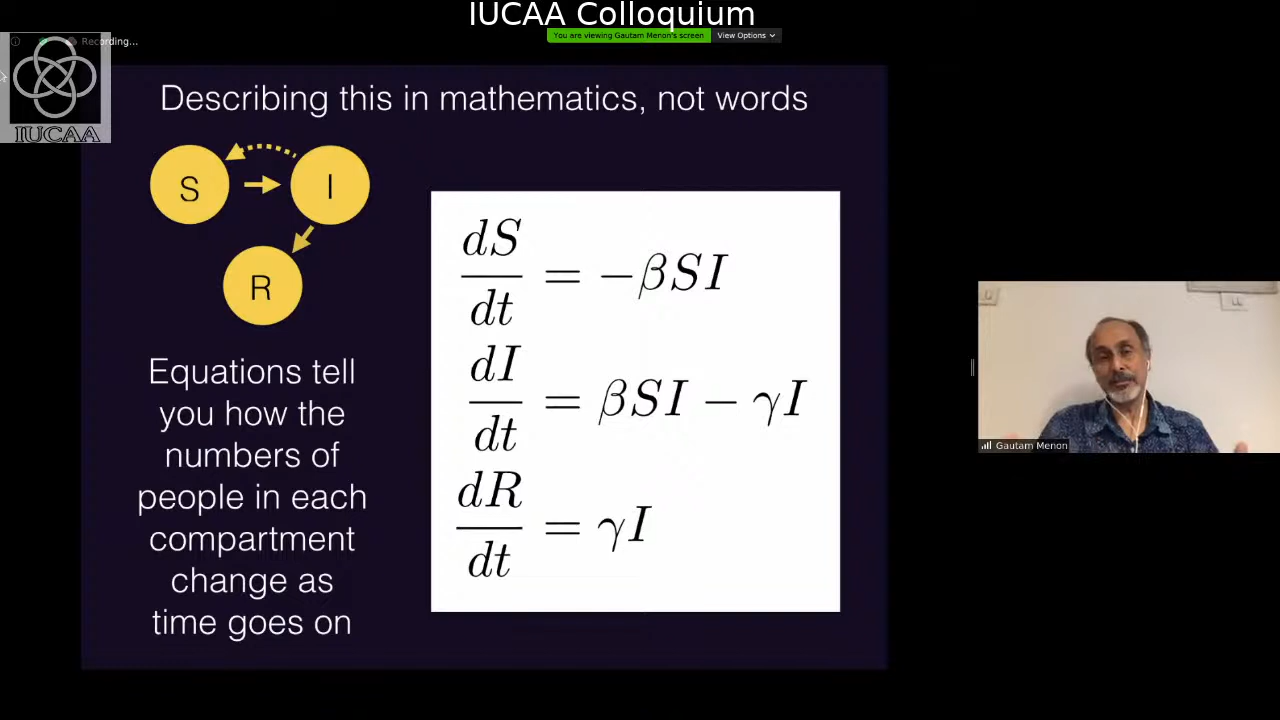 IUCAA Colloquium
Recording...
You are viewing Gautam Menon's screen
View Options
IUCAA
Describing this in mathematics, not words
S
I
R
dS/dt = −βSI
dI/dt = βSI − γI
dR/dt = γI
Equations tell
you how the
numbers of
people in each
compartment
change as
time goes on
Gautam Menon